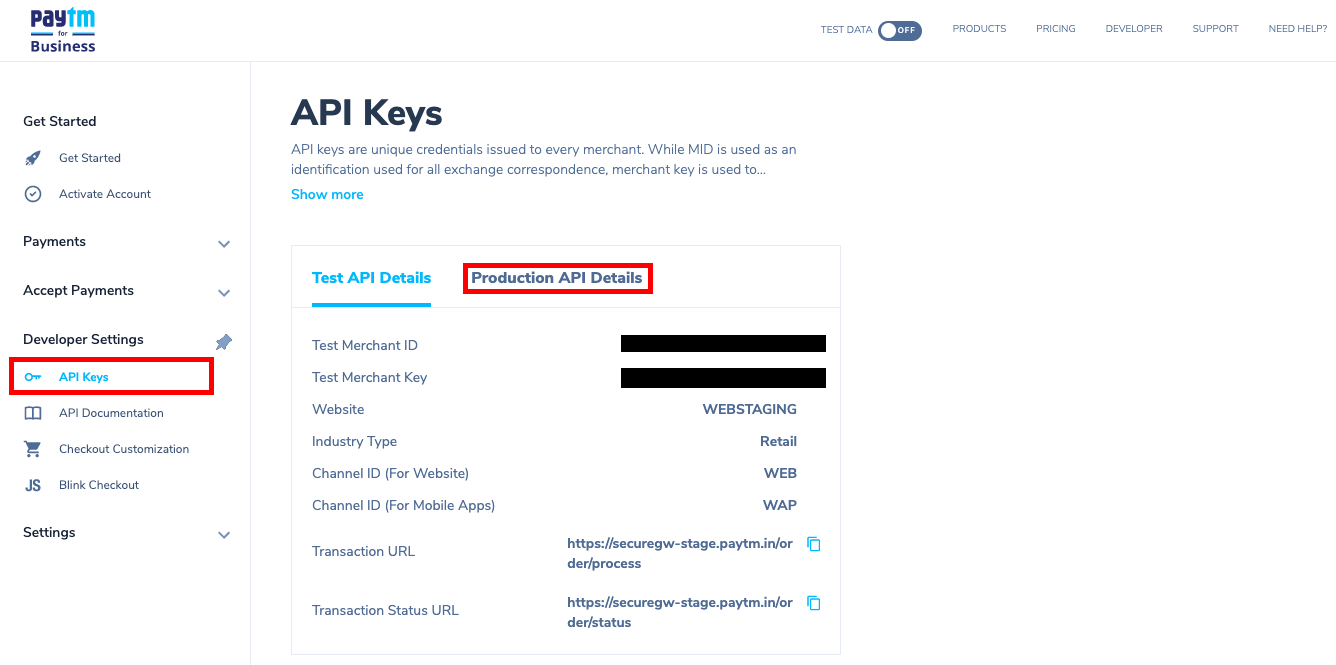 paytm
for
Business
TEST DATA OFF PRODUCTS PRICING DEVELOPER SUPPORT NEED HELP?
Get Started
Get Started
Activate Account
Payments
Accept Payments
Developer Settings
API Keys
API Documentation
Checkout Customization
JS Blink Checkout
Settings
API Keys
API keys are unique credentials issued to every merchant. While MID is used as an
identification used for all exchange correspondence, merchant key is used to...
Show more
Test API Details Production API Details
Test Merchant ID
Test Merchant Key
Website WEBSTAGING
Industry Type Retail
Channel ID (For Website) WEB
Channel ID (For Mobile Apps) WAP
Transaction URL https://securegw-stage.paytm.in/or
der/process
Transaction Status URL https://securegw-stage.paytm.in/or
der/status